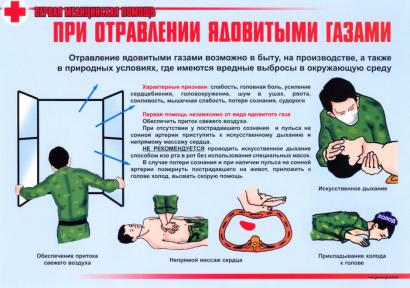 ПЕРВАЯ МЕДИЦИНСКАЯ ПОМОЩЬ
ПРИ ОТРАВЛЕНИИ ЯДОВИТЫМИ ГАЗАМИ
Отравление ядовитыми газами возможно в быту, на производстве, а также
в природных условиях, где имеются вредные выбросы в окружающую среду
Характерные признаки: слабость, головная боль, усиление
сердцебиения, головокружение, шум в ушах, рвота,
сонливость, мышечная слабость, потеря сознания, судороги
Первая помощь независимо от вида ядовитого газа
Обеспечить приток свежего воздуха.
При отсутствии у пострадавшего сознания и пульса на
сонной артерии приступить к искусственному дыханию и
непрямому массажу сердца.
НЕ РЕКОМЕНДУЕТСЯ проводить искусственное дыхание
способом изо рта в рот без использования специальных масок.
В случае потери сознания и при наличии пульса на сонной
артерии повернуть пострадавшего на живот, приложить к
голове холод, вызвать скорую помощь
Искусственное дыхание
ХОЛОД
Обеспечение притока
свежего воздуха
Непрямой массаж сердца
Прикладывание холода
к голове